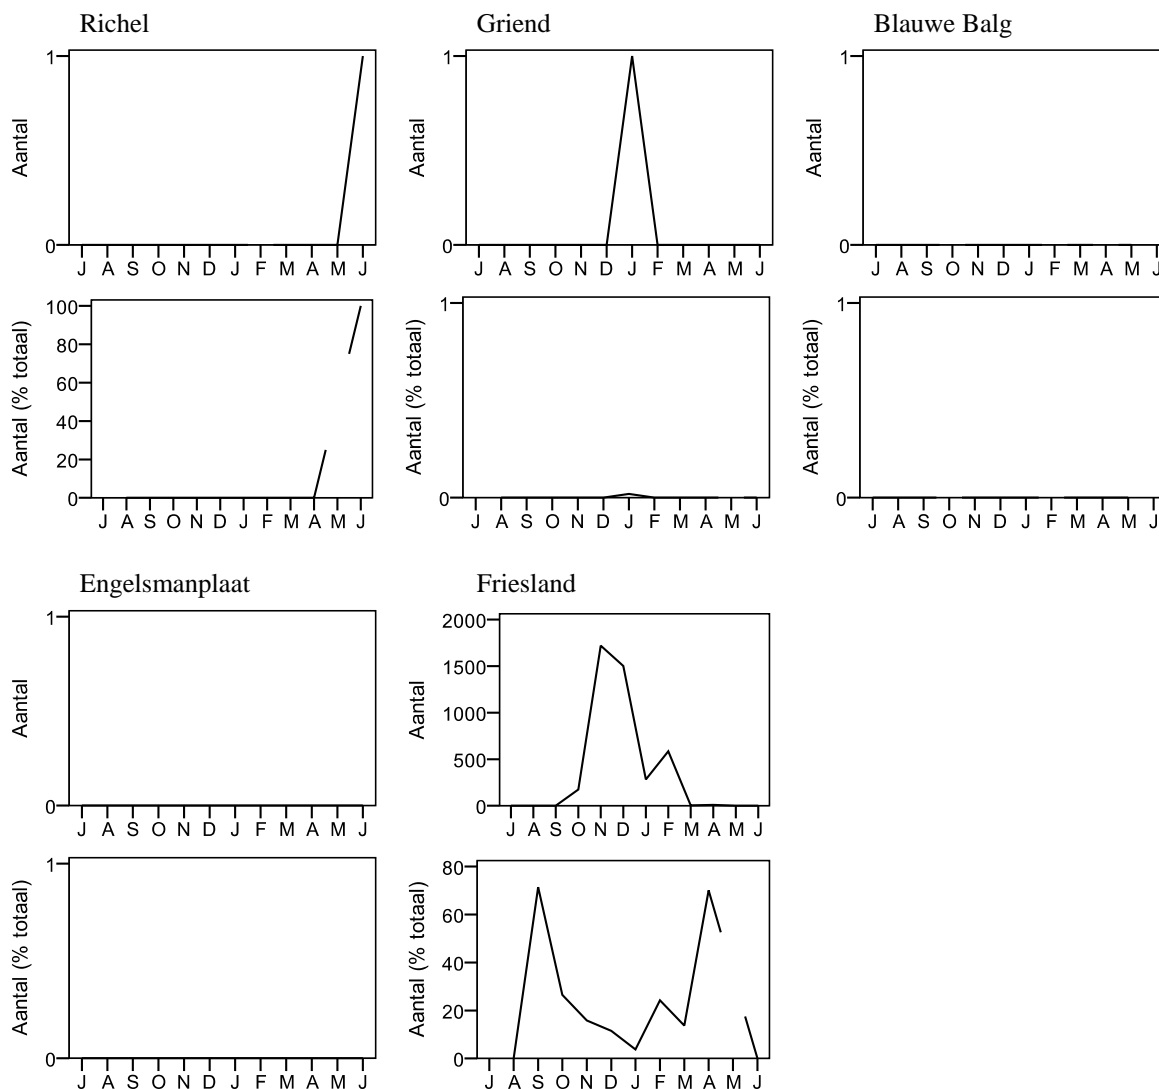 Richel Griend Blauwe Balg
1 1 1
Aantal Aantal Aantal
0 0 0
J A S O N D J F M A M J J A S O N D J F M A M J J A S O N D J F M A M J
100 1 1
80
60
Aantal (% totaal) Aantal (% totaal) Aantal (% totaal)
40
20
0 0 0
J A S O N D J F M A M J J A S O N D J F M A M J J A S O N D J F M A M J
Engelsmanplaat Friesland
1 2000
1500
Aantal Aantal
1000
500
0 0
J A S O N D J F M A M J J A S O N D J F M A M J
1 80
60
Aantal (% totaal) Aantal (% totaal)
40
20
0 0
J A S O N D J F M A M J J A S O N D J F M A M J